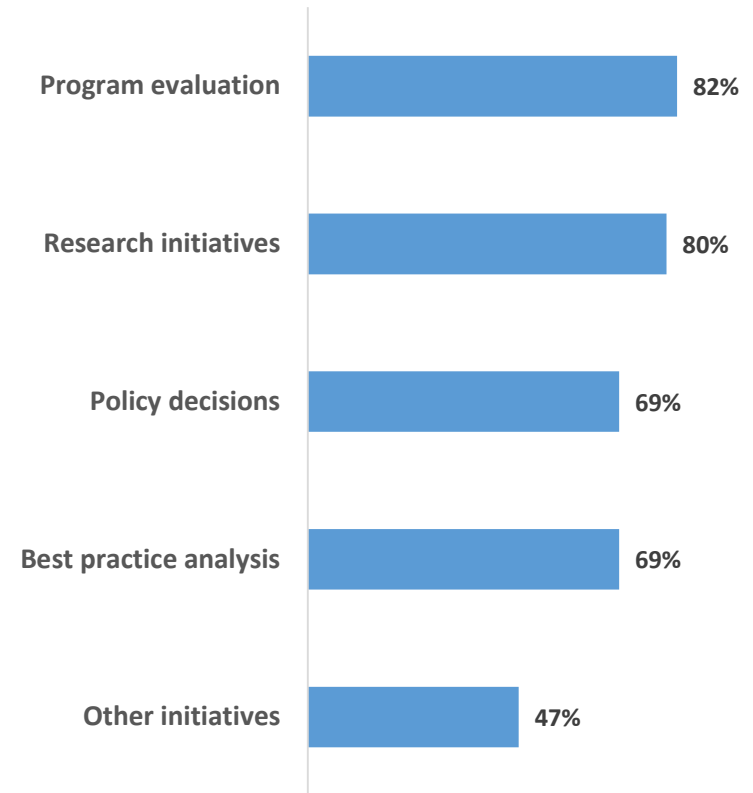 Program evaluation 82%
Research initiatives 80%
Policy decisions 69%
Best practice analysis 69%
Other initiatives 47%